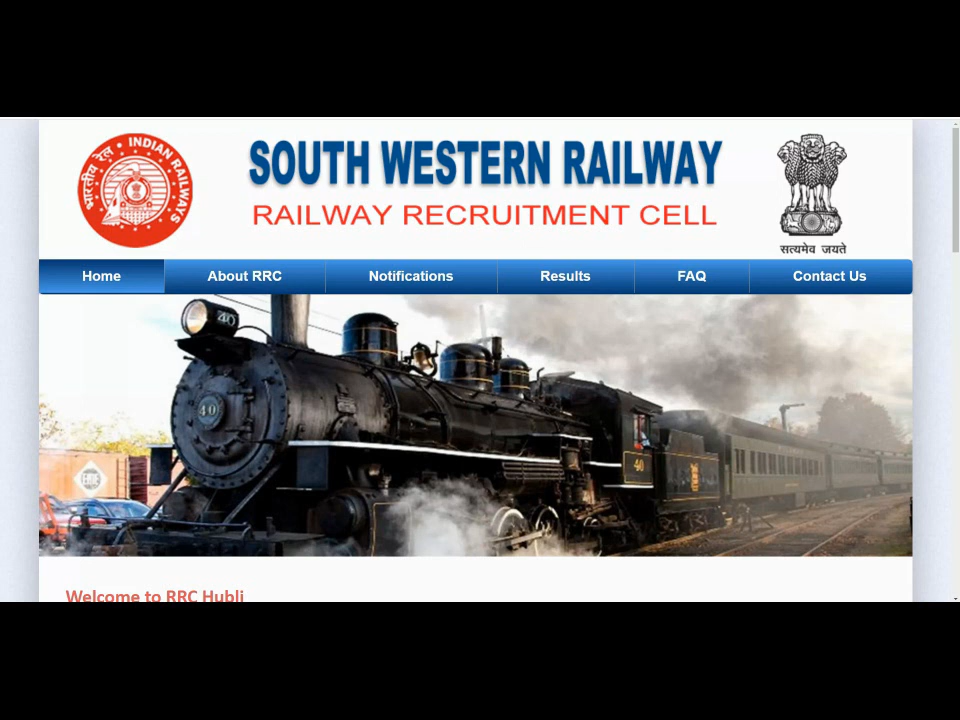 भारतीय रेल • INDIAN RAILWAYS
SOUTH WESTERN RAILWAY
RAILWAY RECRUITMENT CELL
सत्यमेव जयते
Home About RRC Notifications Results FAQ Contact Us
40
40
40
Welcome to RRC Hubli